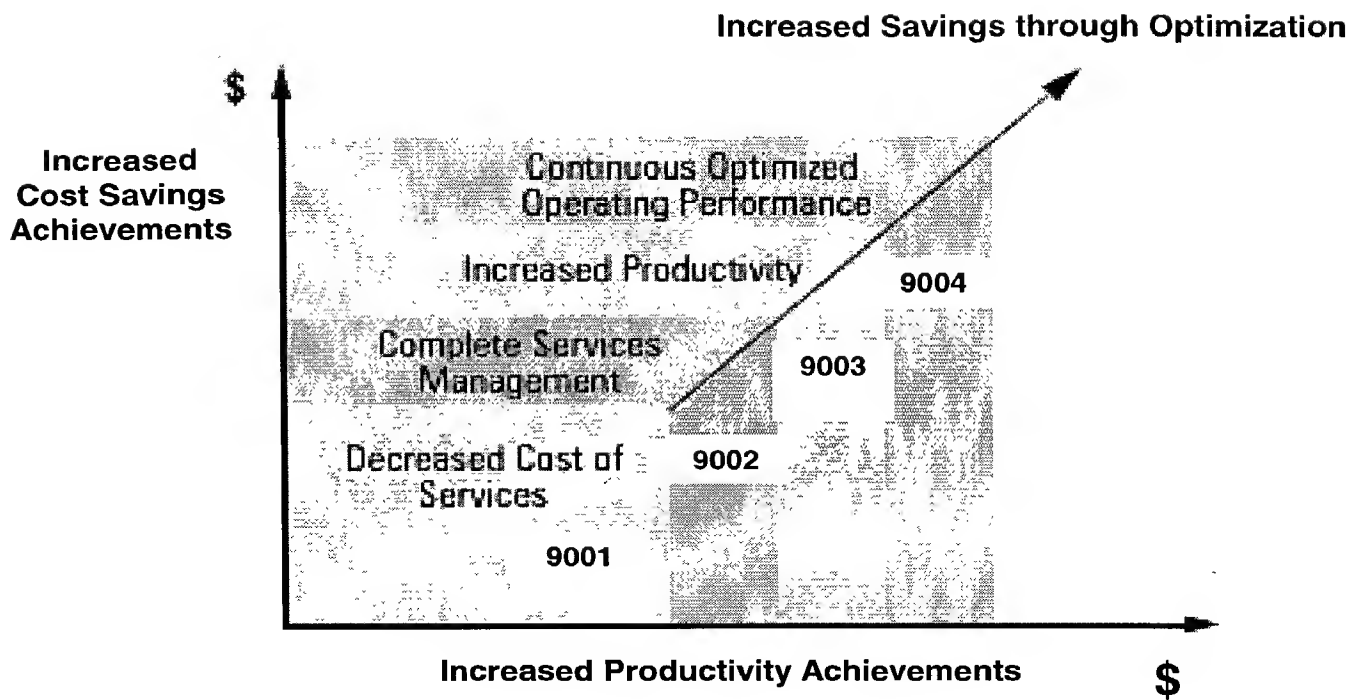 Increased Savings through Optimization
$
Increased
Cost Savings
Achievements
Continuous Optimized
Operating Performance
Increased Productivity
9004
Complete Services
Management
9003
Decreased Cost of
Services
9002
9001
Increased Productivity Achievements
$